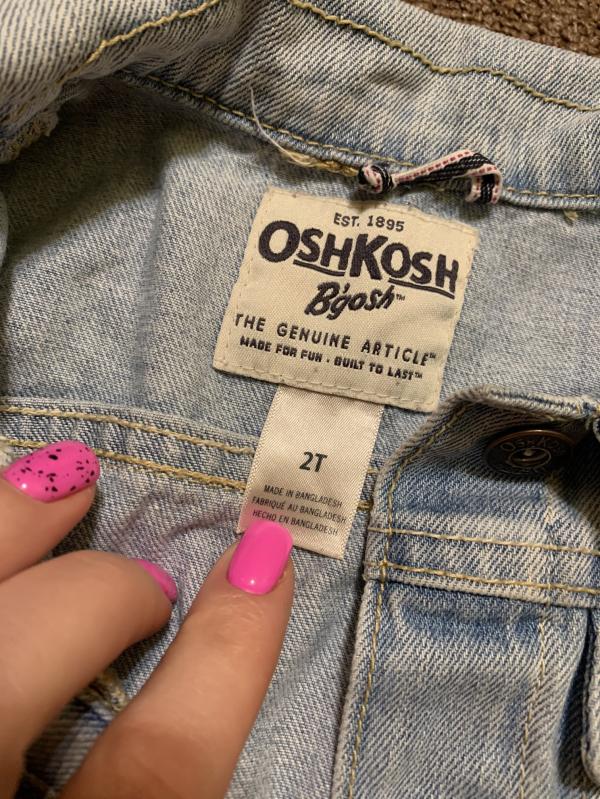 EST. 1895
OSHKOSH
B'gosh™
THE GENUINE ARTICLE™
MADE FOR FUN · BUILT TO LAST™
2T
MADE IN BANGLADESH
FABRIQUÉ AU BANGLADESH
HECHO EN BANGLADESH
OSHKOSH